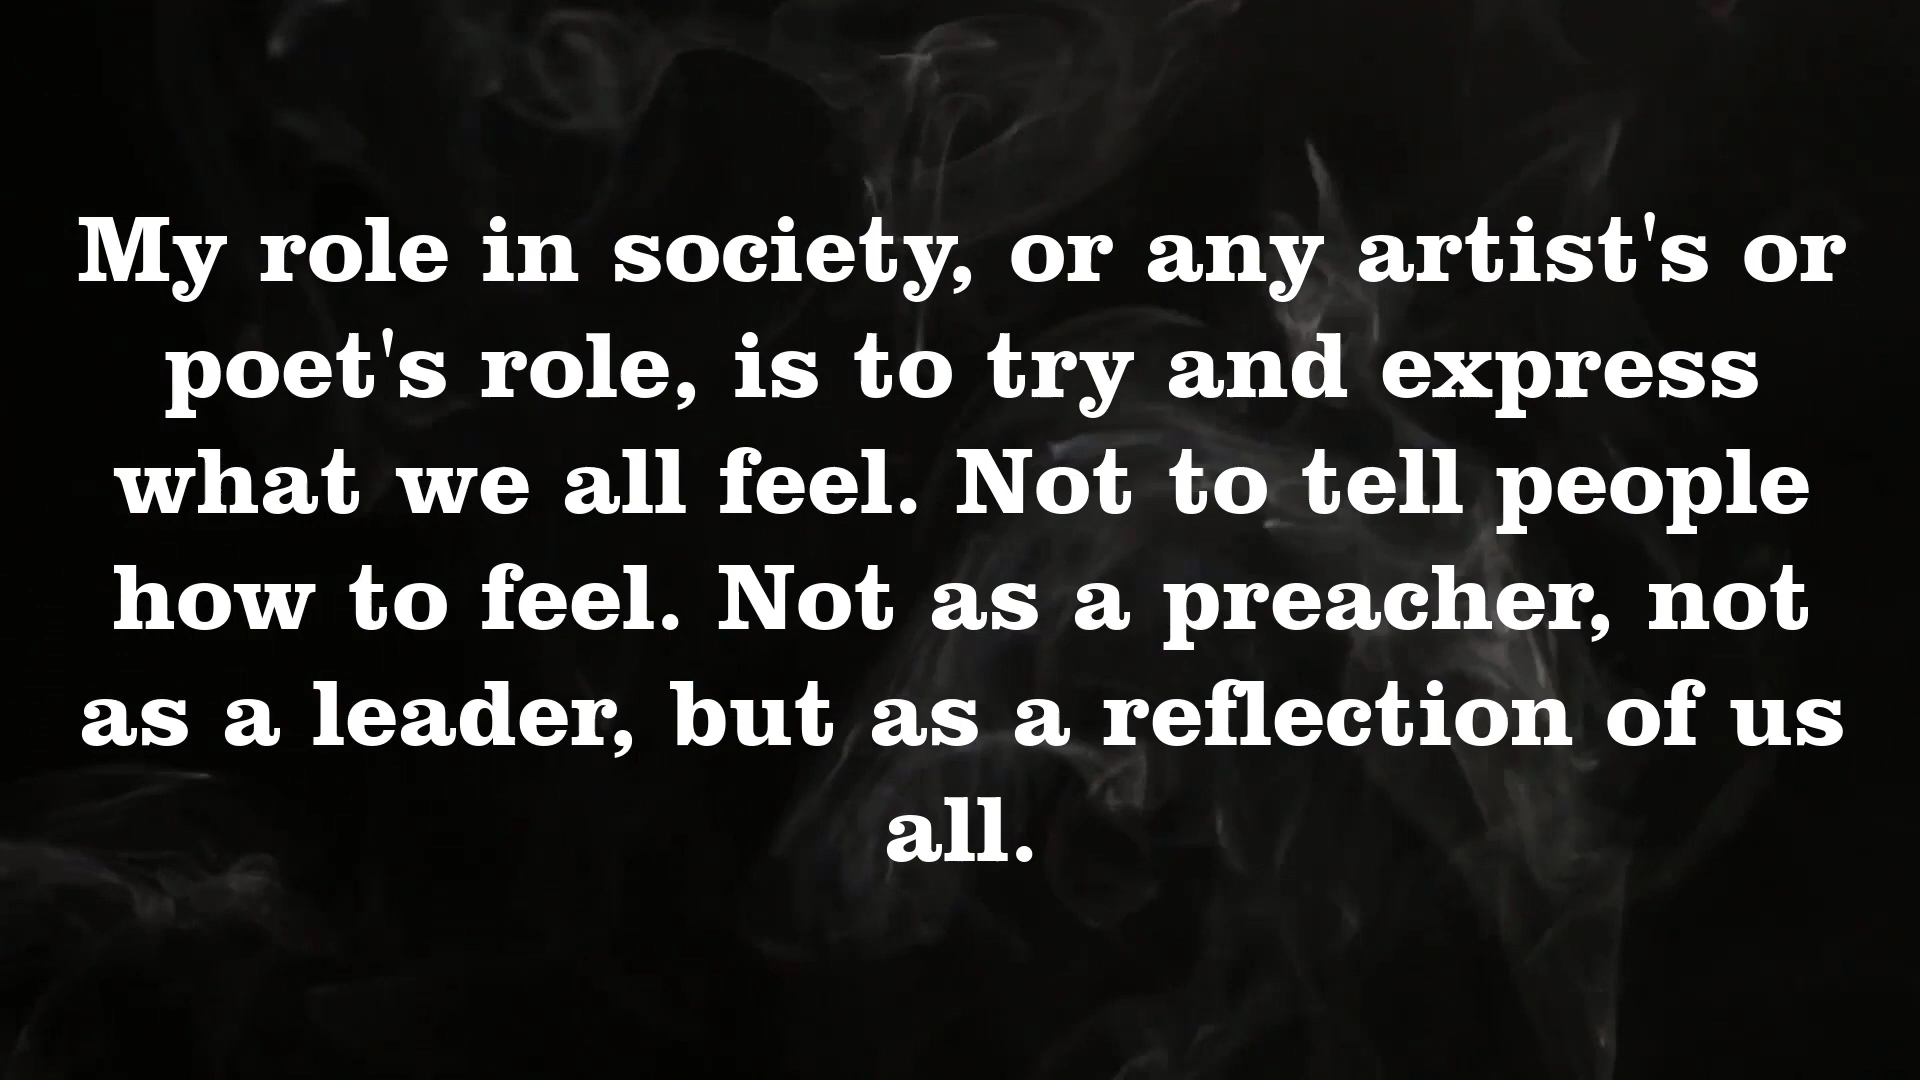 My role in society, or any artist's or
poet's role, is to try and express
what we all feel. Not to tell people
how to feel. Not as a preacher, not
as a leader, but as a reflection of us
all.